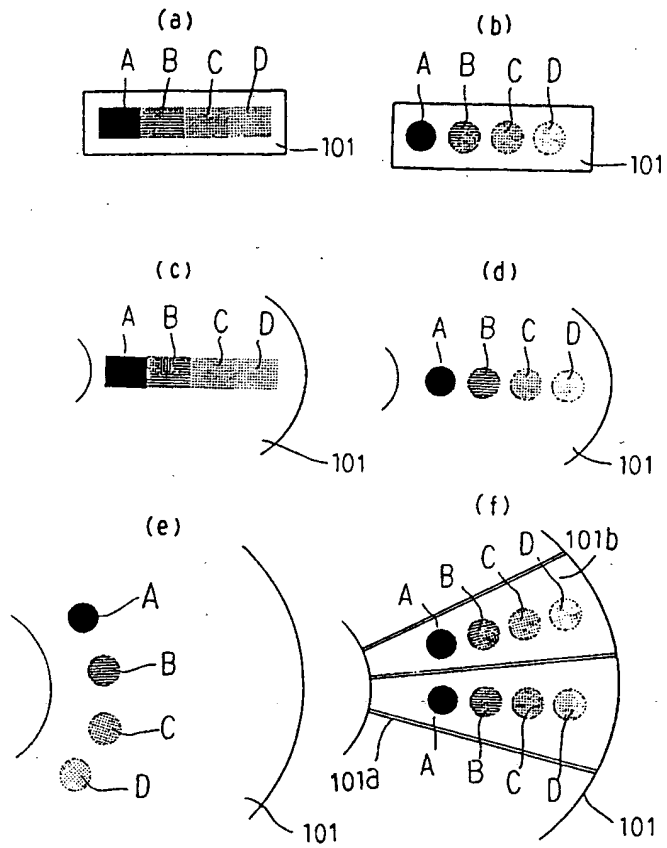 (a)
A B C D
101
(b)
A B C D
101
(c)
A B C D
101
(d)
A B C D
101
(e)
A
B
C
D
101
(f)
A B C D 101b
A B C D
101a
101